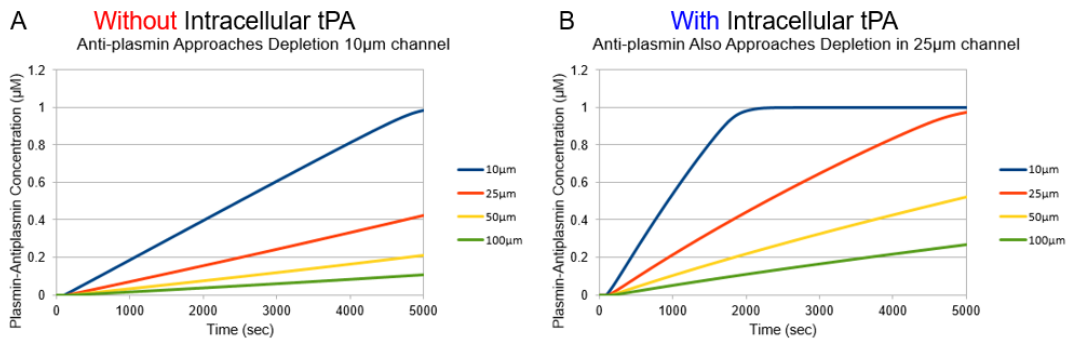 A Without Intracellular tPA
Anti-plasmin Approaches Depletion 10µm channel
Plasmin-Antiplasmin Concentration (µM)
1.2
1
0.8
0.6
0.4
0.2
0
0 1000 2000 3000 4000 5000
Time (sec)
10µm
25µm
50µm
100µm
B With Intracellular tPA
Anti-plasmin Also Approaches Depletion in 25µm channel
Plasmin-Antiplasmin Concentration (µM)
1.2
1
0.8
0.6
0.4
0.2
0
0 1000 2000 3000 4000 5000
Time (sec)
10µm
25µm
50µm
100µm